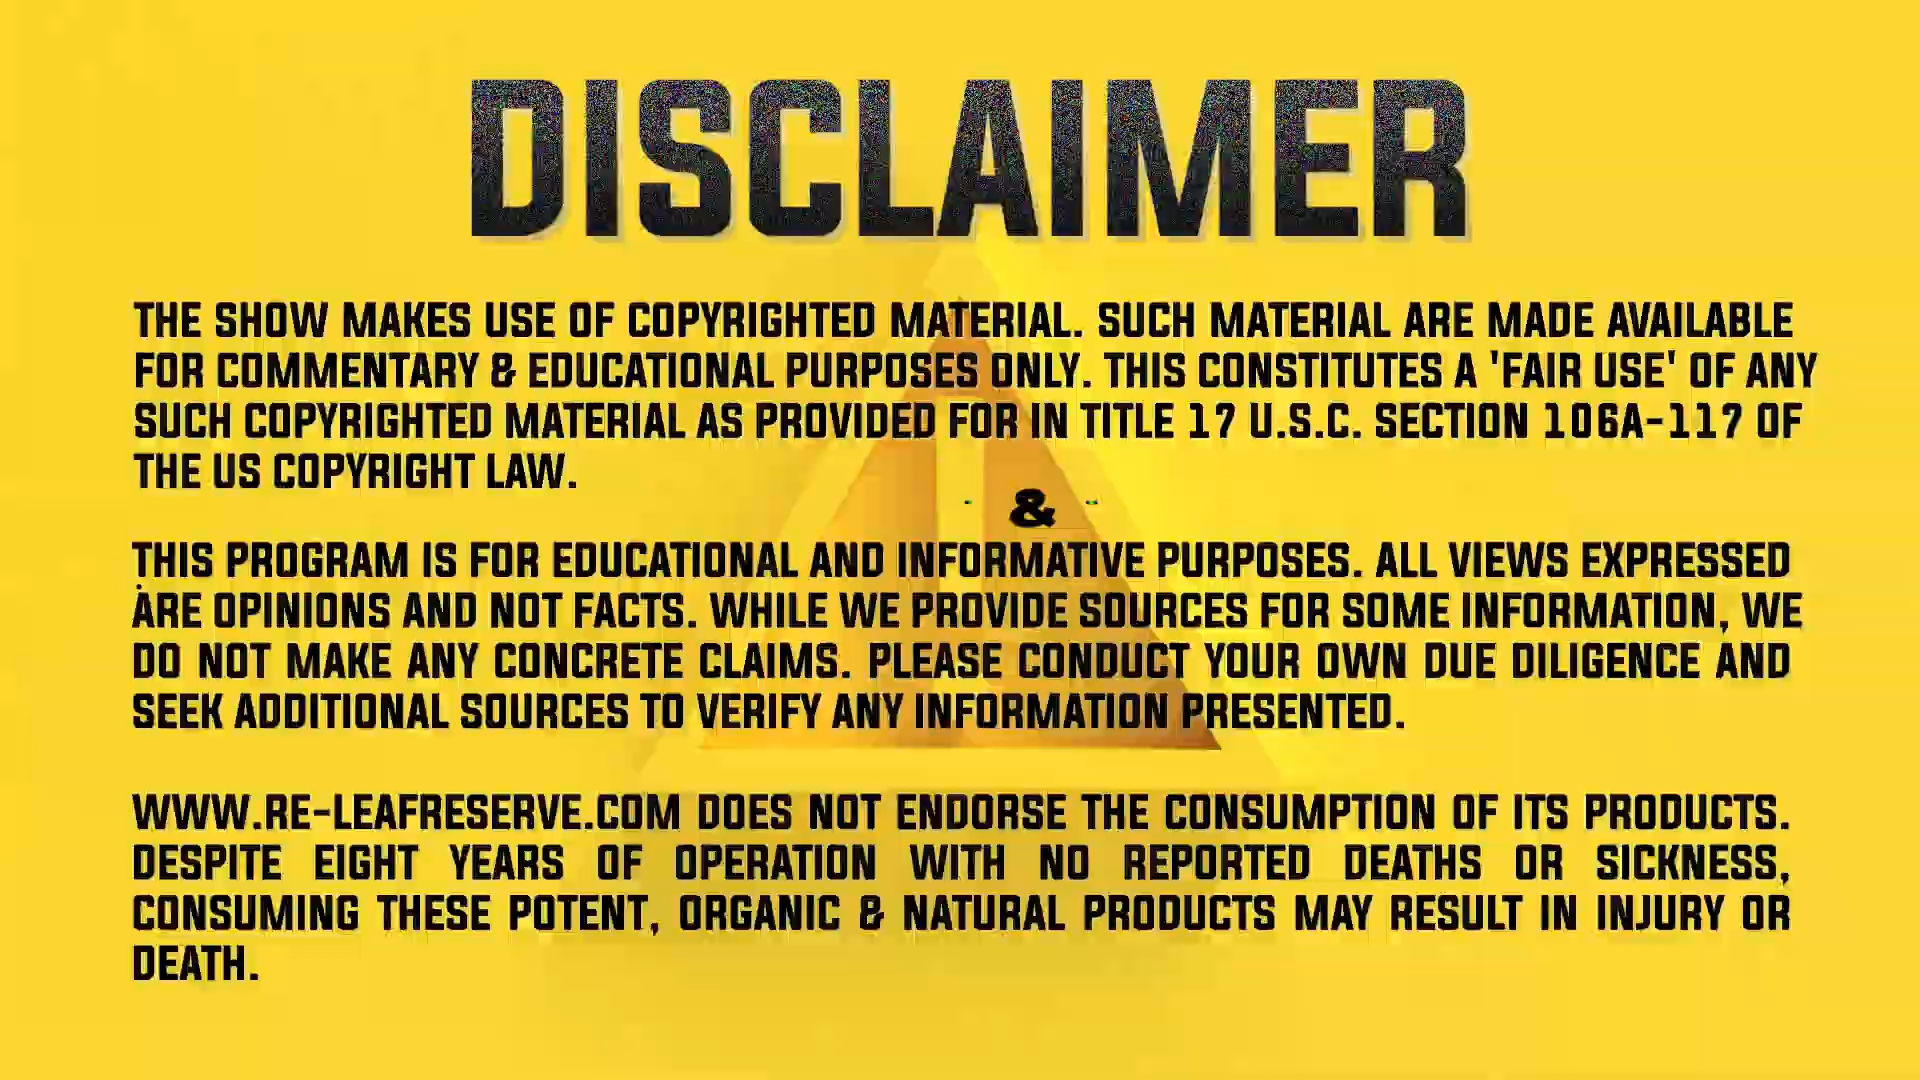 DISCLAIMER
THE SHOW MAKES USE OF COPYRIGHTED MATERIAL. SUCH MATERIAL ARE MADE AVAILABLE
FOR COMMENTARY & EDUCATIONAL PURPOSES ONLY. THIS CONSTITUTES A 'FAIR USE' OF ANY
SUCH COPYRIGHTED MATERIAL AS PROVIDED FOR IN TITLE 17 U.S.C. SECTION 106A-117 OF
THE US COPYRIGHT LAW.
&
THIS PROGRAM IS FOR EDUCATIONAL AND INFORMATIVE PURPOSES. ALL VIEWS EXPRESSED
ARE OPINIONS AND NOT FACTS. WHILE WE PROVIDE SOURCES FOR SOME INFORMATION, WE
DO NOT MAKE ANY CONCRETE CLAIMS. PLEASE CONDUCT YOUR OWN DUE DILIGENCE AND
SEEK ADDITIONAL SOURCES TO VERIFY ANY INFORMATION PRESENTED.
WWW.RE-LEAFRESERVE.COM DOES NOT ENDORSE THE CONSUMPTION OF ITS PRODUCTS.
DESPITE EIGHT YEARS OF OPERATION WITH NO REPORTED DEATHS OR SICKNESS,
CONSUMING THESE POTENT, ORGANIC & NATURAL PRODUCTS MAY RESULT IN INJURY OR
DEATH.